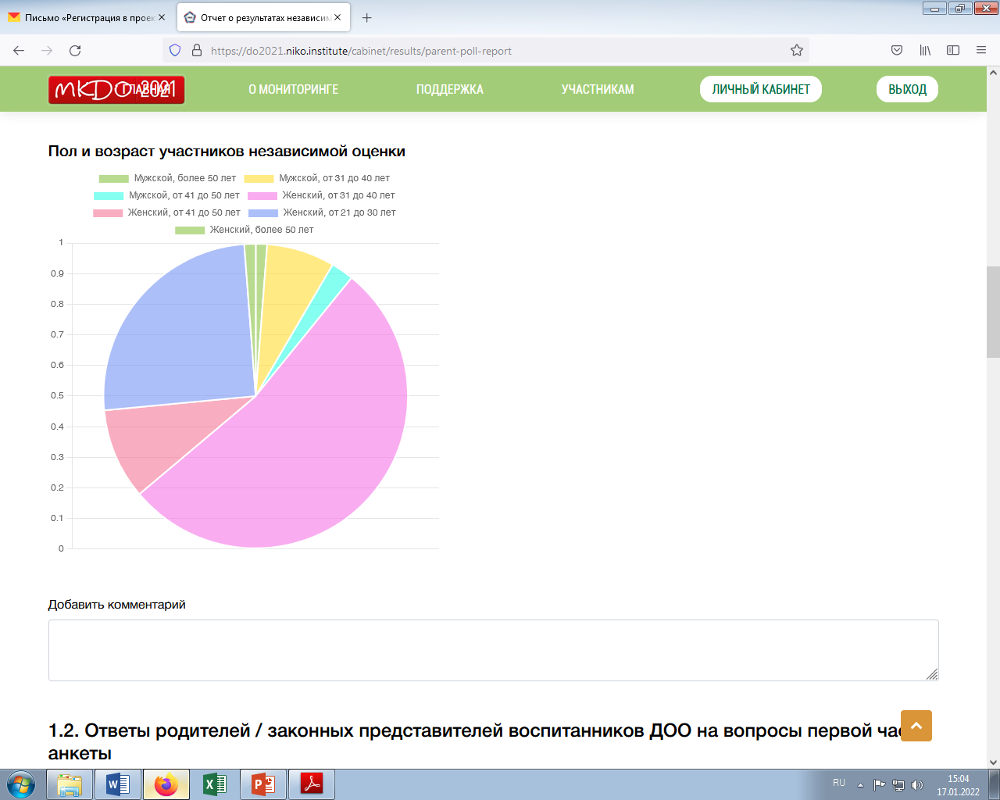 Письмо «Регистрация в проек
Отчет о результатах независим
https://do2021.niko.institute/cabinet/results/parent-poll-report
МКDО 2021
ГЛАВНАЯ
О МОНИТОРИНГЕ
ПОДДЕРЖКА
УЧАСТНИКАМ
ЛИЧНЫЙ КАБИНЕТ
ВЫХОД
Пол и возраст участников независимой оценки
Мужской, более 50 лет
Мужской, от 31 до 40 лет
Мужской, от 41 до 50 лет
Женский, от 31 до 40 лет
Женский, от 41 до 50 лет
Женский, от 21 до 30 лет
Женский, более 50 лет
1
0.9
0.8
0.7
0.6
0.5
0.4
0.3
0.2
0.1
0
Добавить комментарий
1.2. Ответы родителей / законных представителей воспитанников ДОО на вопросы первой час
анкеты
RU
15:04
17.01.2022